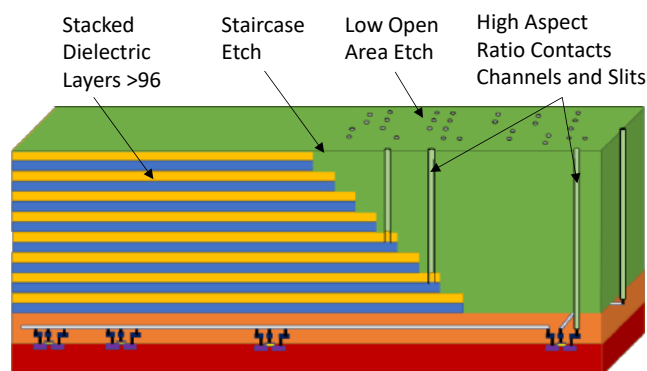 Stacked
Dielectric
Layers >96
Staircase
Etch
Low Open
Area Etch
High Aspect
Ratio Contacts
Channels and Slits